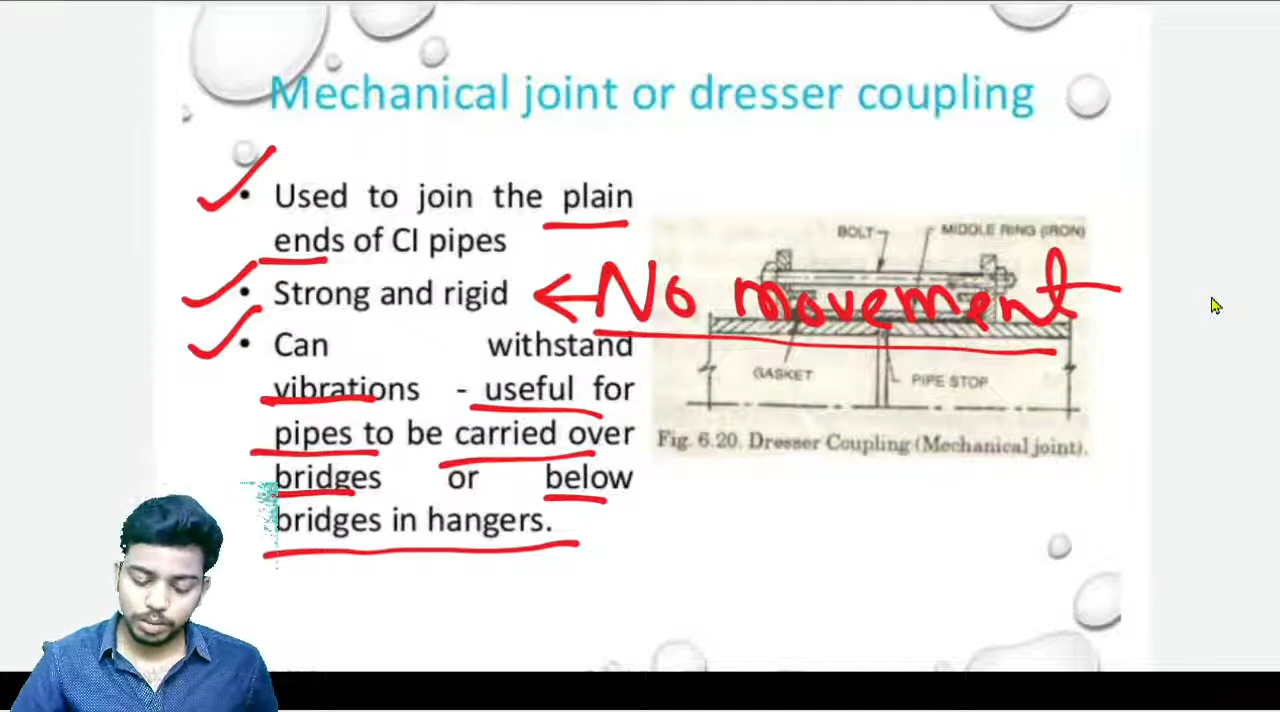 Mechanical joint or dresser coupling
• Used to join the plain
ends of CI pipes
• Strong and rigid
• Can withstand
vibrations - useful for
pipes to be carried over
bridges or below
bridges in hangers.
No movement
BOLT
MIDDLE RING (IRON)
GASKET
PIPE STOP
Fig. 6.20. Dresser Coupling (Mechanical joint).